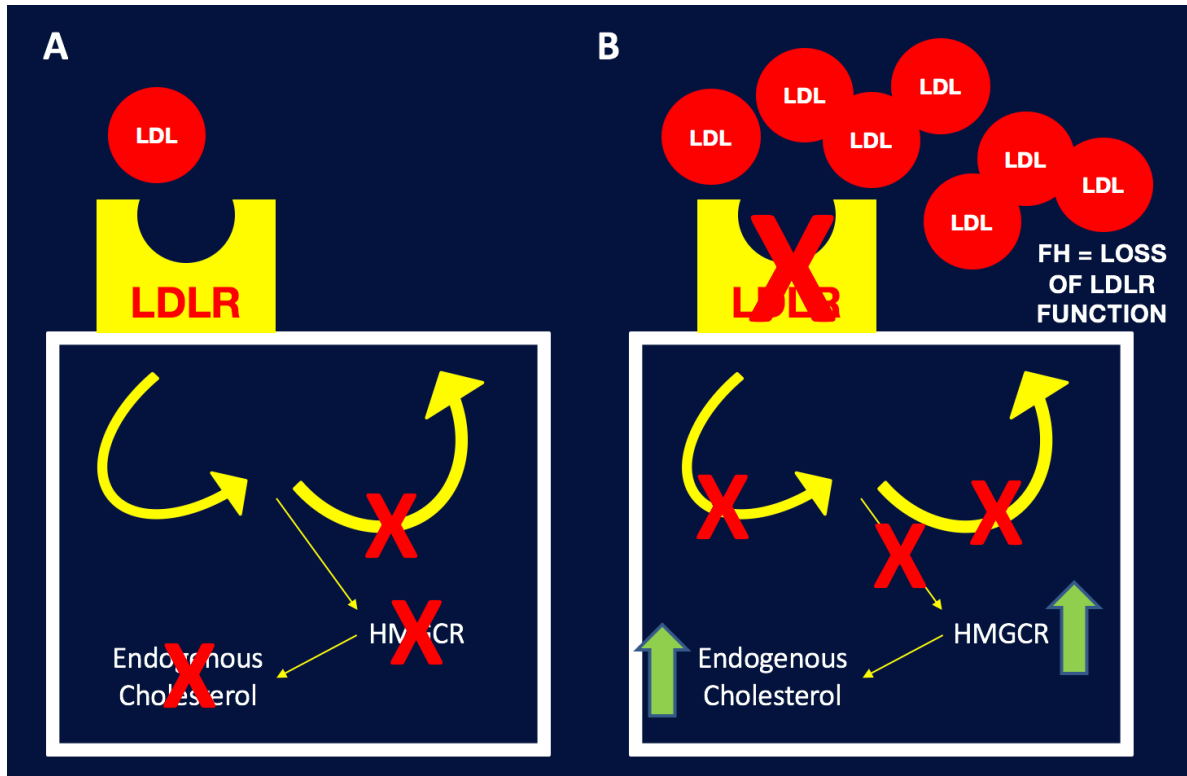 A
LDL
LDLR
X
HMGCR
X
Endogenous
Cholesterol
X
B
LDL
LDL
LDL
LDL
LDL
LDL
LDL
LDL
FH = LOSS
OF LDLR
FUNCTION
LDLR
X
X
X
X
HMGCR
Endogenous
Cholesterol